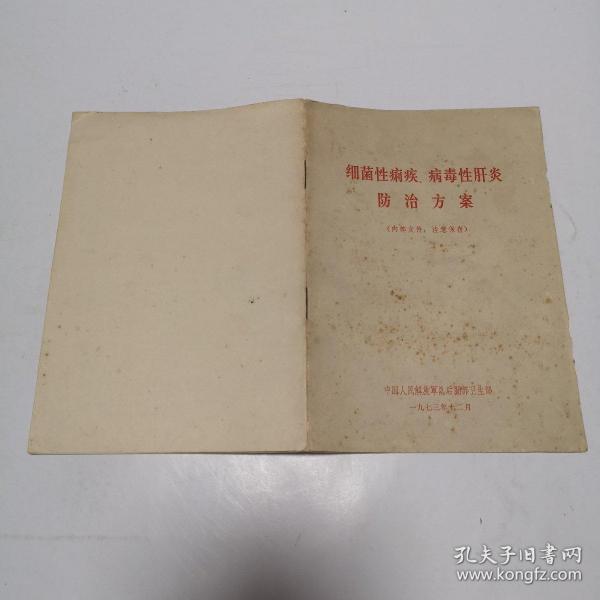 细菌性痢疾、病毒性肝炎
防治方案
（内部文件，注意保存）
中国人民解放军总后勤部卫生部
一九七三年十二月
孔夫子旧书网
www.kongfz.com